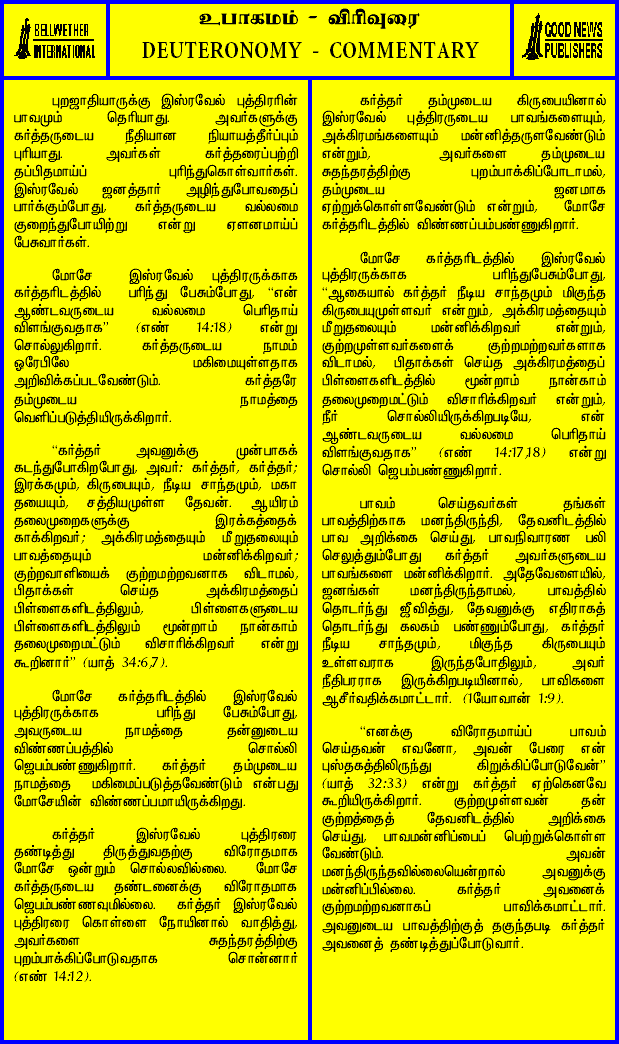 BELLWETHER
INTERNATIONAL
உபாகமம் - விரிவுரை
DEUTERONOMY - COMMENTARY
GOOD NEWS
PUBLISHERS
புறஜாதியாருக்கு இஸ்ரவேல் புத்திரரின்
பாவமும் தெரியாது. அவர்களுக்கு
கர்த்தருடைய நீதியான நியாயத்தீர்ப்பும்
புரியாது. அவர்கள் கர்த்தரைப்பற்றி
தப்பிதமாய்ப் புரிந்துகொள்வார்கள்.
இஸ்ரவேல் ஜனத்தார் அழிந்துபோவதைப்
பார்க்கும்போது, கர்த்தருடைய வல்லமை
குறைந்துபோயிற்று என்று ஏளனமாய்ப்
பேசுவார்கள்.
மோசே இஸ்ரவேல் புத்திரருக்காக
கர்த்தரிடத்தில் பரிந்து பேசும்போது, “என்
ஆண்டவருடைய வல்லமை பெரிதாய்
விளங்குவதாக” (எண் 14:18) என்று
சொல்லுகிறார். கர்த்தருடைய நாமம்
ஓரேபிலே மகிமையுள்ளதாக
அறிவிக்கப்படவேண்டும். கர்த்தரே
தம்முடைய நாமத்தை
வெளிப்படுத்தியிருக்கிறார்.
“கர்த்தர் அவனுக்கு முன்பாகக்
கடந்துபோகிறபோது, அவர்: கர்த்தர், கர்த்தர்;
இரக்கமும், கிருபையும், நீடிய சாந்தமும், மகா
தயையும், சத்தியமுள்ள தேவன். ஆயிரம்
தலைமுறைகளுக்கு இரக்கத்தைக்
காக்கிறவர்; அக்கிரமத்தையும் மீறுதலையும்
பாவத்தையும் மன்னிக்கிறவர்;
குற்றவாளியைக் குற்றமற்றவனாக விடாமல்,
பிதாக்கள் செய்த அக்கிரமத்தைப்
பிள்ளைகளிடத்திலும், பிள்ளைகளுடைய
பிள்ளைகளிடத்திலும் மூன்றாம் நான்காம்
தலைமுறைமட்டும் விசாரிக்கிறவர் என்று
கூறினார்” (யாத் 34:6,7).
மோசே கர்த்தரிடத்தில் இஸ்ரவேல்
புத்திரருக்காக பரிந்து பேசும்போது,
அவருடைய நாமத்தை தன்னுடைய
விண்ணப்பத்தில் சொல்லி
ஜெபம்பண்ணுகிறார். கர்த்தர் தம்முடைய
நாமத்தை மகிமைப்படுத்தவேண்டும் என்பது
மோசேயின் விண்ணப்பமாயிருக்கிறது.
கர்த்தர் இஸ்ரவேல் புத்திரரை
தண்டித்து திருத்துவதற்கு விரோதமாக
மோசே ஒன்றும் சொல்லவில்லை. மோசே
கர்த்தருடைய தண்டனைக்கு விரோதமாக
ஜெபம்பண்ணவுமில்லை. கர்த்தர் இஸ்ரவேல்
புத்திரரை கொள்ளை நோயினால் வாதித்து,
அவர்களை சுதந்தரத்திற்கு
புறம்பாக்கிப்போடுவதாக சொன்னார்
(எண் 14:12).
கர்த்தர் தம்முடைய கிருபையினால்
இஸ்ரவேல் புத்திரருடைய பாவங்களையும்,
அக்கிரமங்களையும் மன்னித்தருளவேண்டும்
என்றும், அவர்களை தம்முடைய
சுதந்தரத்திற்கு புறம்பாக்கிப்போடாமல்,
தம்முடைய ஜனமாக
ஏற்றுக்கொள்ளவேண்டும் என்றும், மோசே
கர்த்தரிடத்தில் விண்ணப்பம்பண்ணுகிறார்.
மோசே கர்த்தரிடத்தில் இஸ்ரவேல்
புத்திரருக்காக பரிந்துபேசும்போது,
“ஆகையால் கர்த்தர் நீடிய சாந்தமும் மிகுந்த
கிருபையுமுள்ளவர் என்றும், அக்கிரமத்தையும்
மீறுதலையும் மன்னிக்கிறவர் என்றும்,
குற்றமுள்ளவர்களைக் குற்றமற்றவர்களாக
விடாமல், பிதாக்கள் செய்த அக்கிரமத்தைப்
பிள்ளைகளிடத்தில் மூன்றாம் நான்காம்
தலைமுறைமட்டும் விசாரிக்கிறவர் என்றும்,
நீர் சொல்லியிருக்கிறபடியே, என்
ஆண்டவருடைய வல்லமை பெரிதாய்
விளங்குவதாக” (எண் 14:17,18) என்று
சொல்லி ஜெபம்பண்ணுகிறார்.
பாவம் செய்தவர்கள் தங்கள்
பாவத்திற்காக மனந்திருந்தி, தேவனிடத்தில்
பாவ அறிக்கை செய்து, பாவநிவாரண பலி
செலுத்தும்போது கர்த்தர் அவர்களுடைய
பாவங்களை மன்னிக்கிறார். அதேவேளையில்,
ஜனங்கள் மனந்திருந்தாமல், பாவத்தில்
தொடர்ந்து ஜீவித்து, தேவனுக்கு எதிராகத்
தொடர்ந்து கலகம் பண்ணும்போது, கர்த்தர்
நீடிய சாந்தமும், மிகுந்த கிருபையும்
உள்ளவராக இருந்தபோதிலும், அவர்
நீதிபரராக இருக்கிறபடியினால், பாவிகளை
ஆசீர்வதிக்கமாட்டார். (1யோவான் 1:9).
“எனக்கு விரோதமாய்ப் பாவம்
செய்தவன் எவனோ, அவன் பேரை என்
புஸ்தகத்திலிருந்து கிறுக்கிப்போடுவேன்”
(யாத் 32:33) என்று கர்த்தர் ஏற்கெனவே
கூறியிருக்கிறார். குற்றமுள்ளவன் தன்
குற்றத்தைத் தேவனிடத்தில் அறிக்கை
செய்து, பாவமன்னிப்பைப் பெற்றுக்கொள்ள
வேண்டும். அவன்
மனந்திருந்தவில்லையென்றால் அவனுக்கு
மன்னிப்பில்லை. கர்த்தர் அவனைக்
குற்றமற்றவனாகப் பாவிக்கமாட்டார்.
அவனுடைய பாவத்திற்குத் தகுந்தபடி கர்த்தர்
அவனைத் தண்டித்துப்போடுவார்.